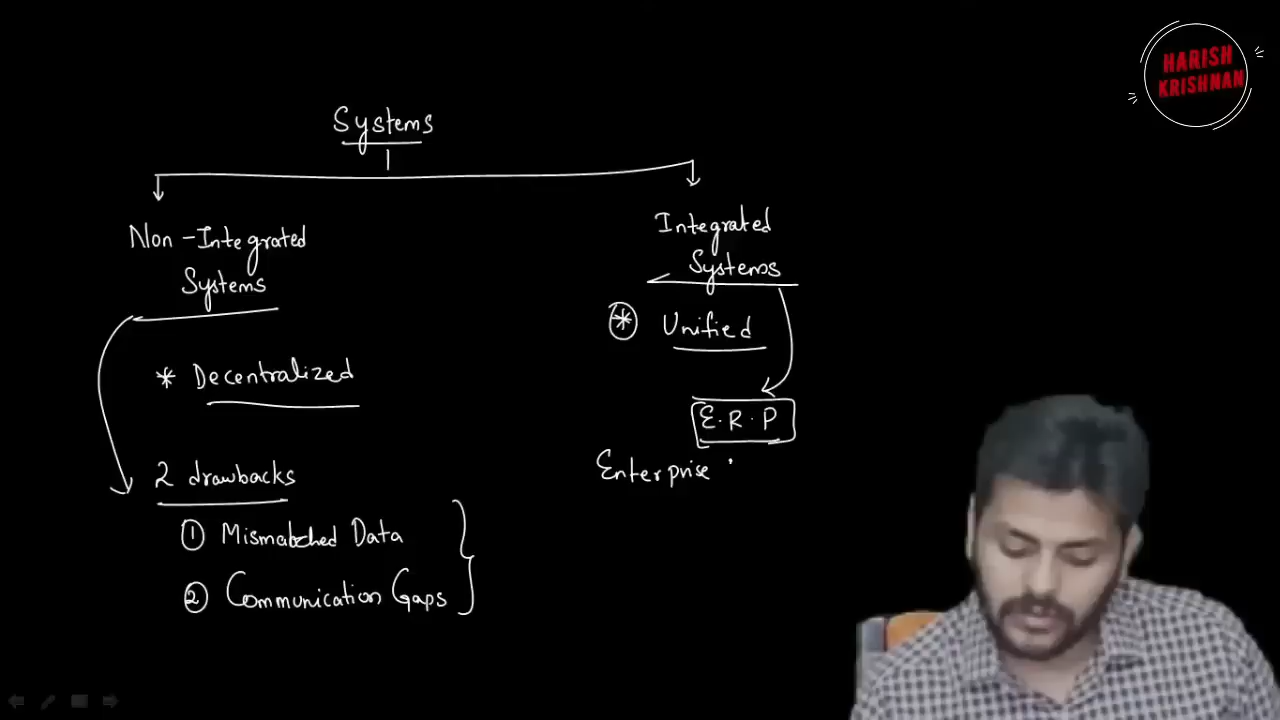 HARISH
KRISHNAN
Systems
Non-Integrated
Systems
* Decentralized
2 drawbacks
1 Mismatched Data
2 Communication Gaps
Integrated
Systems
* Unified
E.R.P
Enterprise